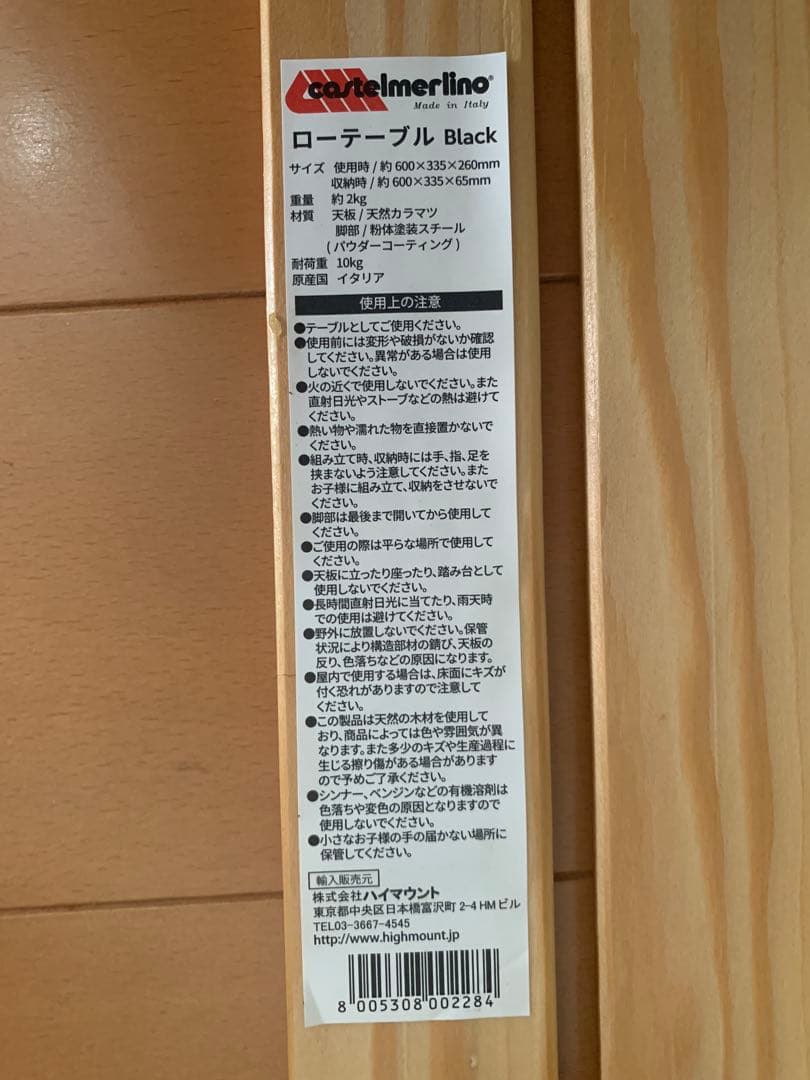 castelmerlino®
Made in Italy
ローテーブル Black
サイズ 使用時 / 約 600×335×260mm
収納時 / 約 600×335×65mm
重量 約 2kg
材質 天板 / 天然カラマツ
脚部 / 粉体塗装スチール
( パウダーコーティング )
耐荷重 10kg
原産国 イタリア
使用上の注意
●テーブルとしてご使用ください。
●使用前には変形や破損がないか確認
してください。異常がある場合は使用
しないでください。
●火の近くで使用しないでください。また
直射日光やストーブなどの熱は避けて
ください。
●熱い物や濡れた物を直接置かないで
ください。
●組み立て時、収納時には手、指、足を
挟まないよう注意してください。また
お子様に組み立て、収納をさせないで
ください。
●脚部は最後まで開いてから使用して
ください。
●ご使用の際は平らな場所で使用して
ください。
●天板に立ったり座ったり、踏み台として
使用しないでください。
●長時間直射日光に当てたり、雨天時
での使用は避けてください。
●野外に放置しないでください。保管
状況により構造部材の錆び、天板の
反り、色落ちなどの原因になります。
●屋内で使用する場合は、床面にキズが
付く恐れがありますので注意して
ください。
●この製品は天然の木材を使用して
おり、商品によっては色や雰囲気が異
なります。また多少のキズや生産過程に
生じる擦り傷がある場合があります
ので予めご了承ください。
●シンナー、ベンジンなどの有機溶剤は
色落ちや変色の原因となりますので
使用しないでください。
●小さなお子様の手の届かない場所に
保管してください。
輸入販売元
株式会社ハイマウント
東京都中央区日本橋富沢町 2-4 HM ビル
TEL03-3667-4545
http://www.highmount.jp
8 005308 002284